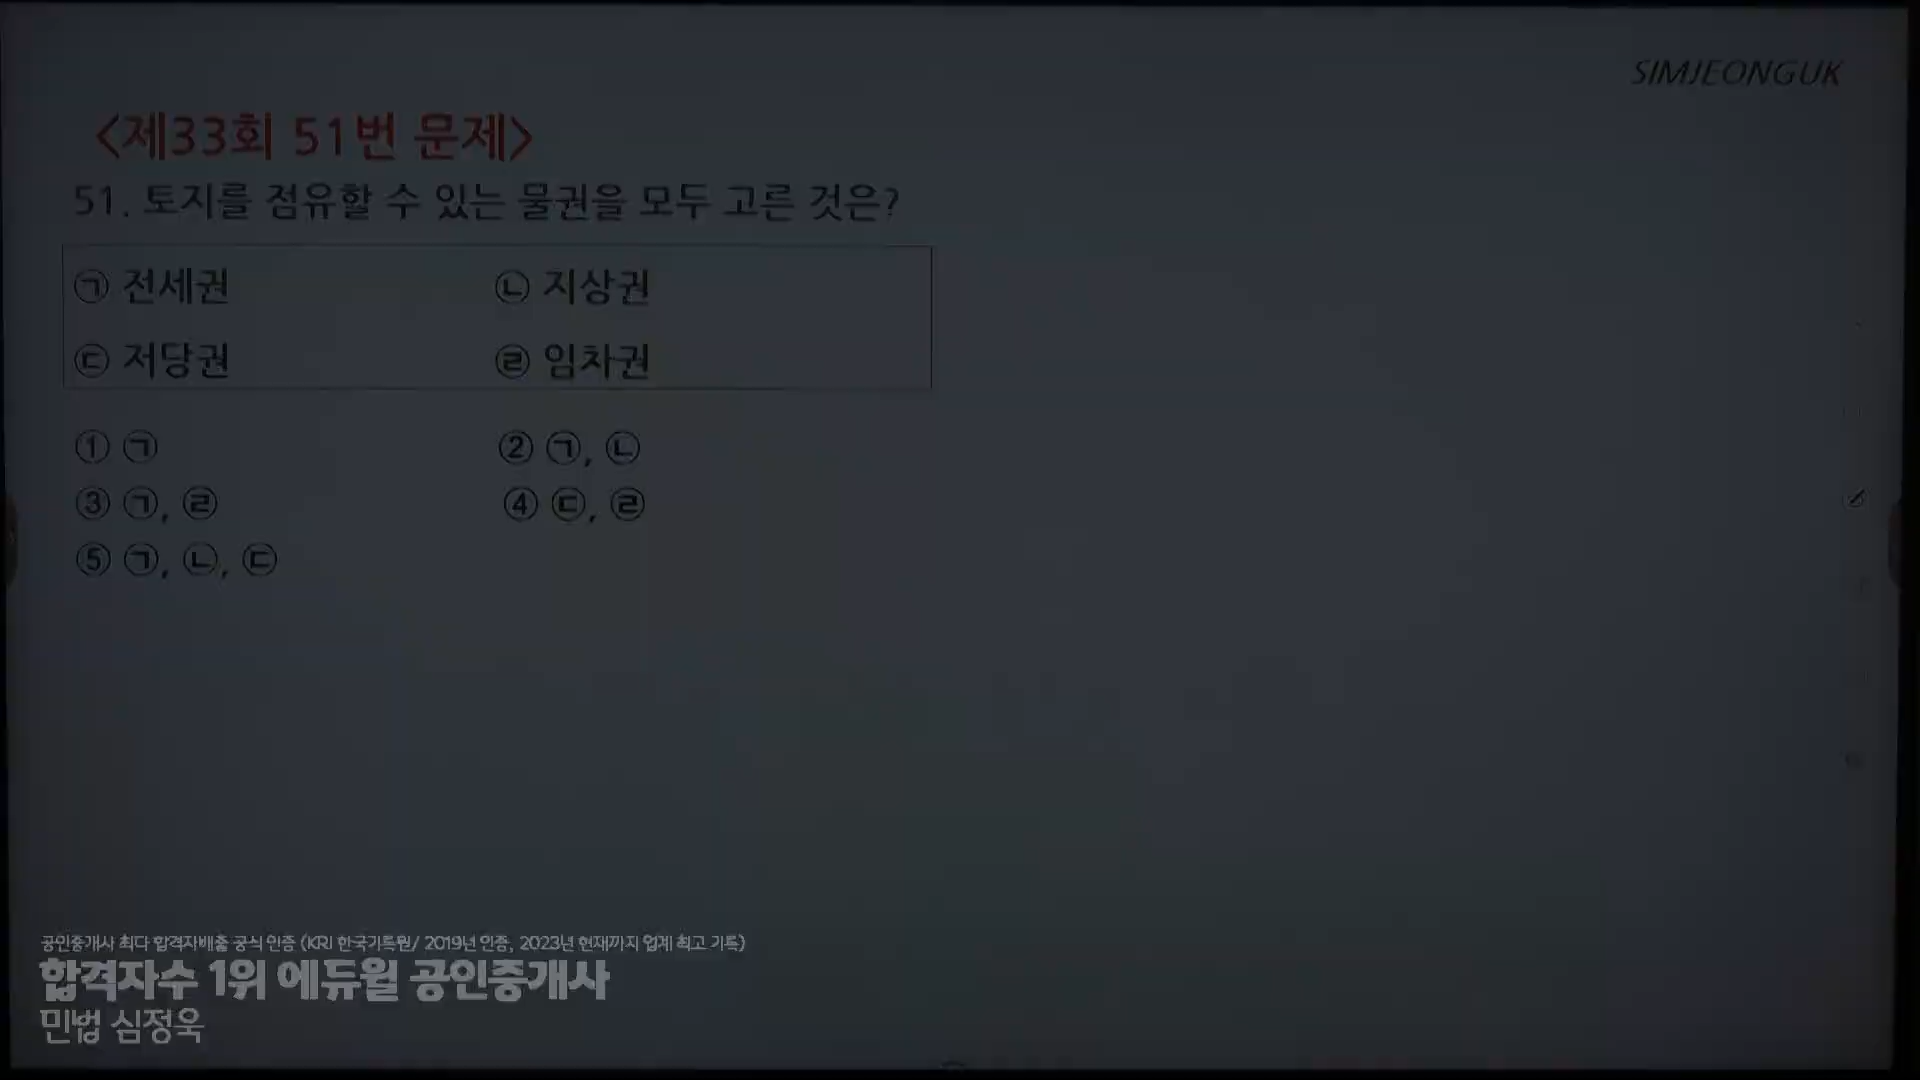 SIMJEONGUK
<제33회 51번 문제>
51. 토지를 점유할 수 있는 물권을 모두 고른 것은?
㉠ 전세권 ㉡ 지상권
㉢ 저당권 ㉣ 임차권
① ㉠ ② ㉠, ㉡
③ ㉠, ㉣ ④ ㉢, ㉣
⑤ ㉠, ㉡, ㉢
공인중개사 최다 합격자배출 공식 인증 (KRI 한국기록원/ 2019년 인증, 2023년 현재까지 업계 최고 기록)
합격자수 1위 에듀윌 공인중개사
민법 심정욱